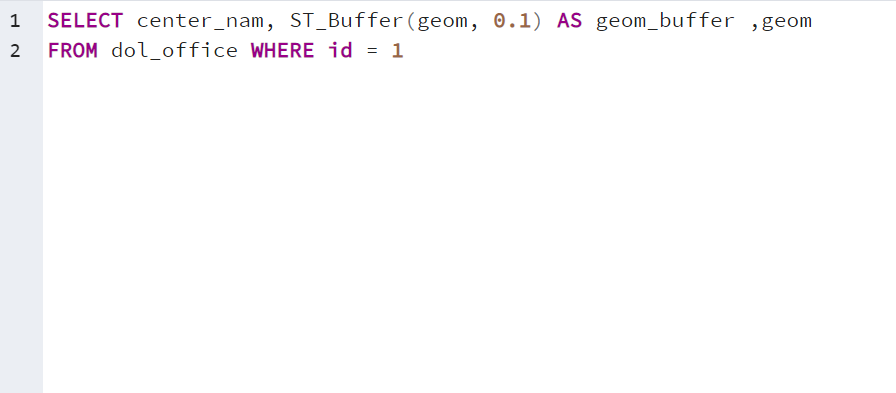 1 SELECT center_nam, ST_Buffer(geom, 0.1) AS geom_buffer ,geom
2 FROM dol_office WHERE id = 1